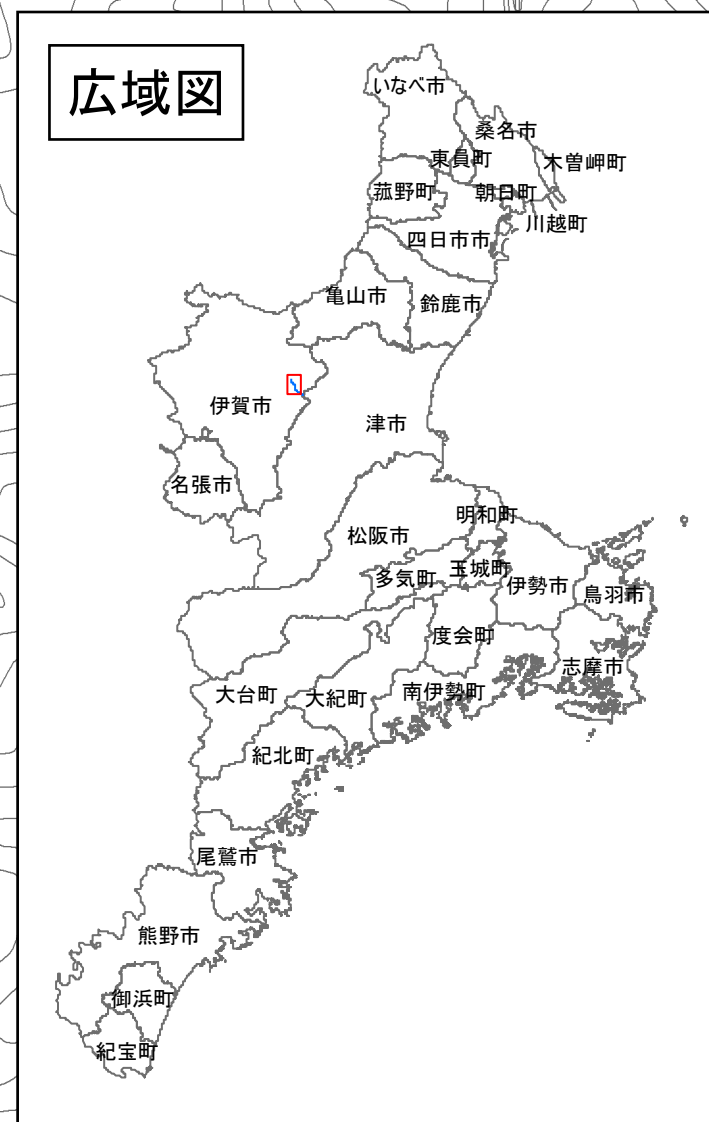 広域図
いなべ市
桑名市
東員町
木曽岬町
菰野町
朝日町
川越町
四日市市
亀山市
鈴鹿市
伊賀市
津市
名張市
明和町
松阪市
玉城町
多気町
伊勢市
鳥羽市
度会町
志摩市
大台町
大紀町
南伊勢町
紀北町
尾鷲市
熊野市
御浜町
紀宝町